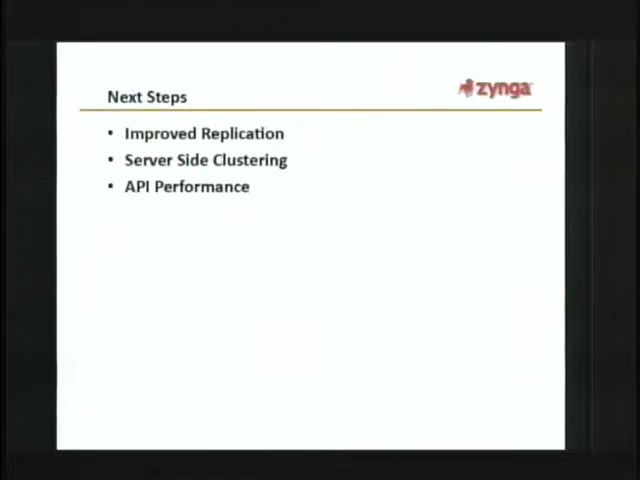 Next Steps
zynga
• Improved Replication
• Server Side Clustering
• API Performance